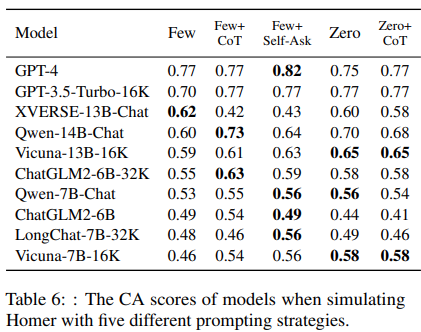 Model Few Few+ CoT Few+ Self-Ask Zero Zero+ CoT
GPT-4 0.77 0.77 0.82 0.75 0.77
GPT-3.5-Turbo-16K 0.70 0.77 0.77 0.77 0.77
XVERSE-13B-Chat 0.62 0.42 0.43 0.60 0.58
Qwen-14B-Chat 0.60 0.73 0.64 0.70 0.68
Vicuna-13B-16K 0.59 0.61 0.63 0.65 0.65
ChatGLM2-6B-32K 0.55 0.63 0.59 0.58 0.58
Qwen-7B-Chat 0.53 0.55 0.56 0.56 0.54
ChatGLM2-6B 0.49 0.54 0.49 0.44 0.41
LongChat-7B-32K 0.48 0.46 0.56 0.49 0.46
Vicuna-7B-16K 0.46 0.54 0.56 0.58 0.58
Table 6: : The CA scores of models when simulating
Homer with five different prompting strategies.